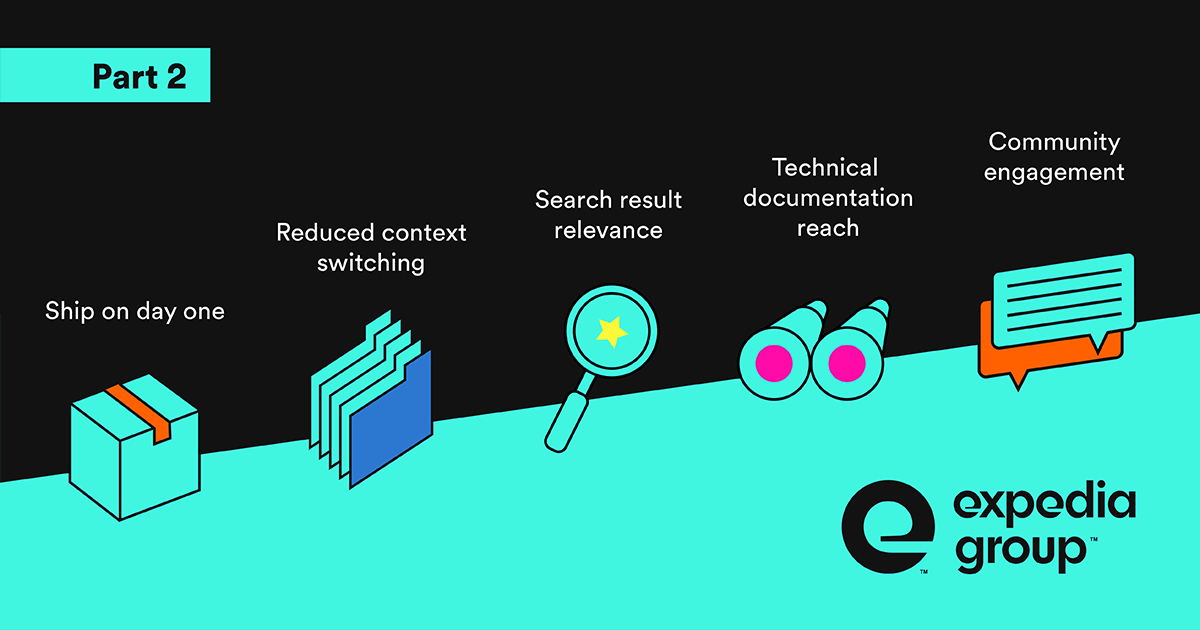 Part 2
Ship on day one
Reduced context
switching
Search result
relevance
Technical
documentation
reach
Community
engagement
expedia
group™
™